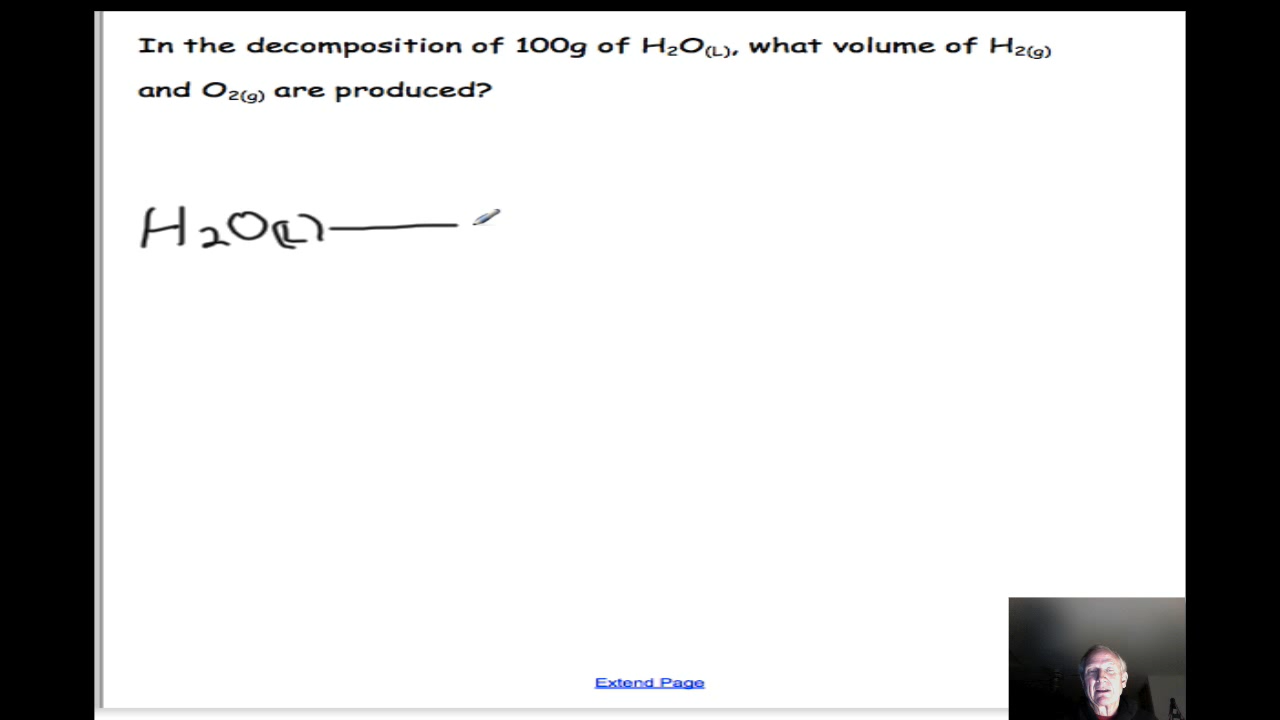 In the decomposition of 100g of H₂O₍L₎, what volume of H₂(g)
and O₂(g) are produced?
H₂O(L)
Extend Page